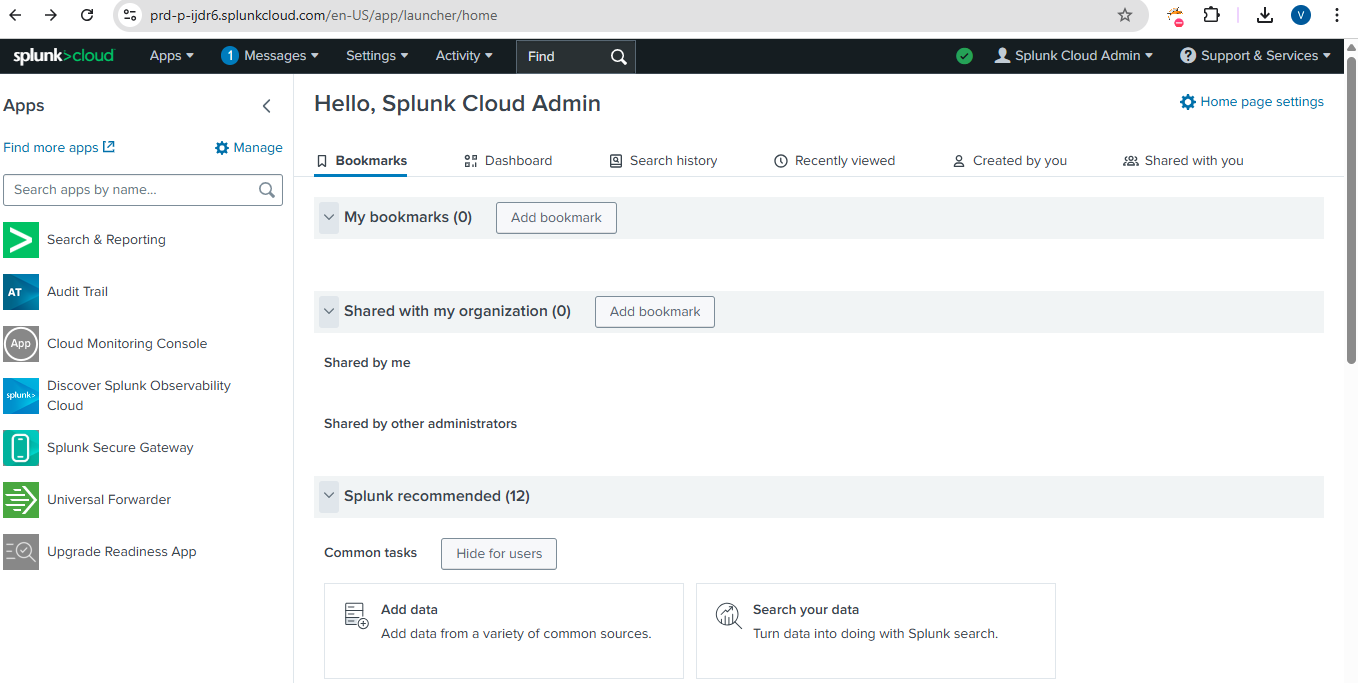 prd-p-ijdr6.splunkcloud.com/en-US/app/launcher/home
V
splunk>cloud Apps 1 Messages Settings Activity Find Splunk Cloud Admin ? Support & Services
Apps
Find more apps Manage
Search apps by name...
Search & Reporting
AT Audit Trail
App Cloud Monitoring Console
splunk> Discover Splunk Observability
Cloud
Splunk Secure Gateway
Universal Forwarder
Upgrade Readiness App
Hello, Splunk Cloud Admin
Home page settings
Bookmarks Dashboard Search history Recently viewed Created by you Shared with you
My bookmarks (0) Add bookmark
Shared with my organization (0) Add bookmark
Shared by me
Shared by other administrators
Splunk recommended (12)
Common tasks Hide for users
Add data
Add data from a variety of common sources.
Search your data
Turn data into doing with Splunk search.